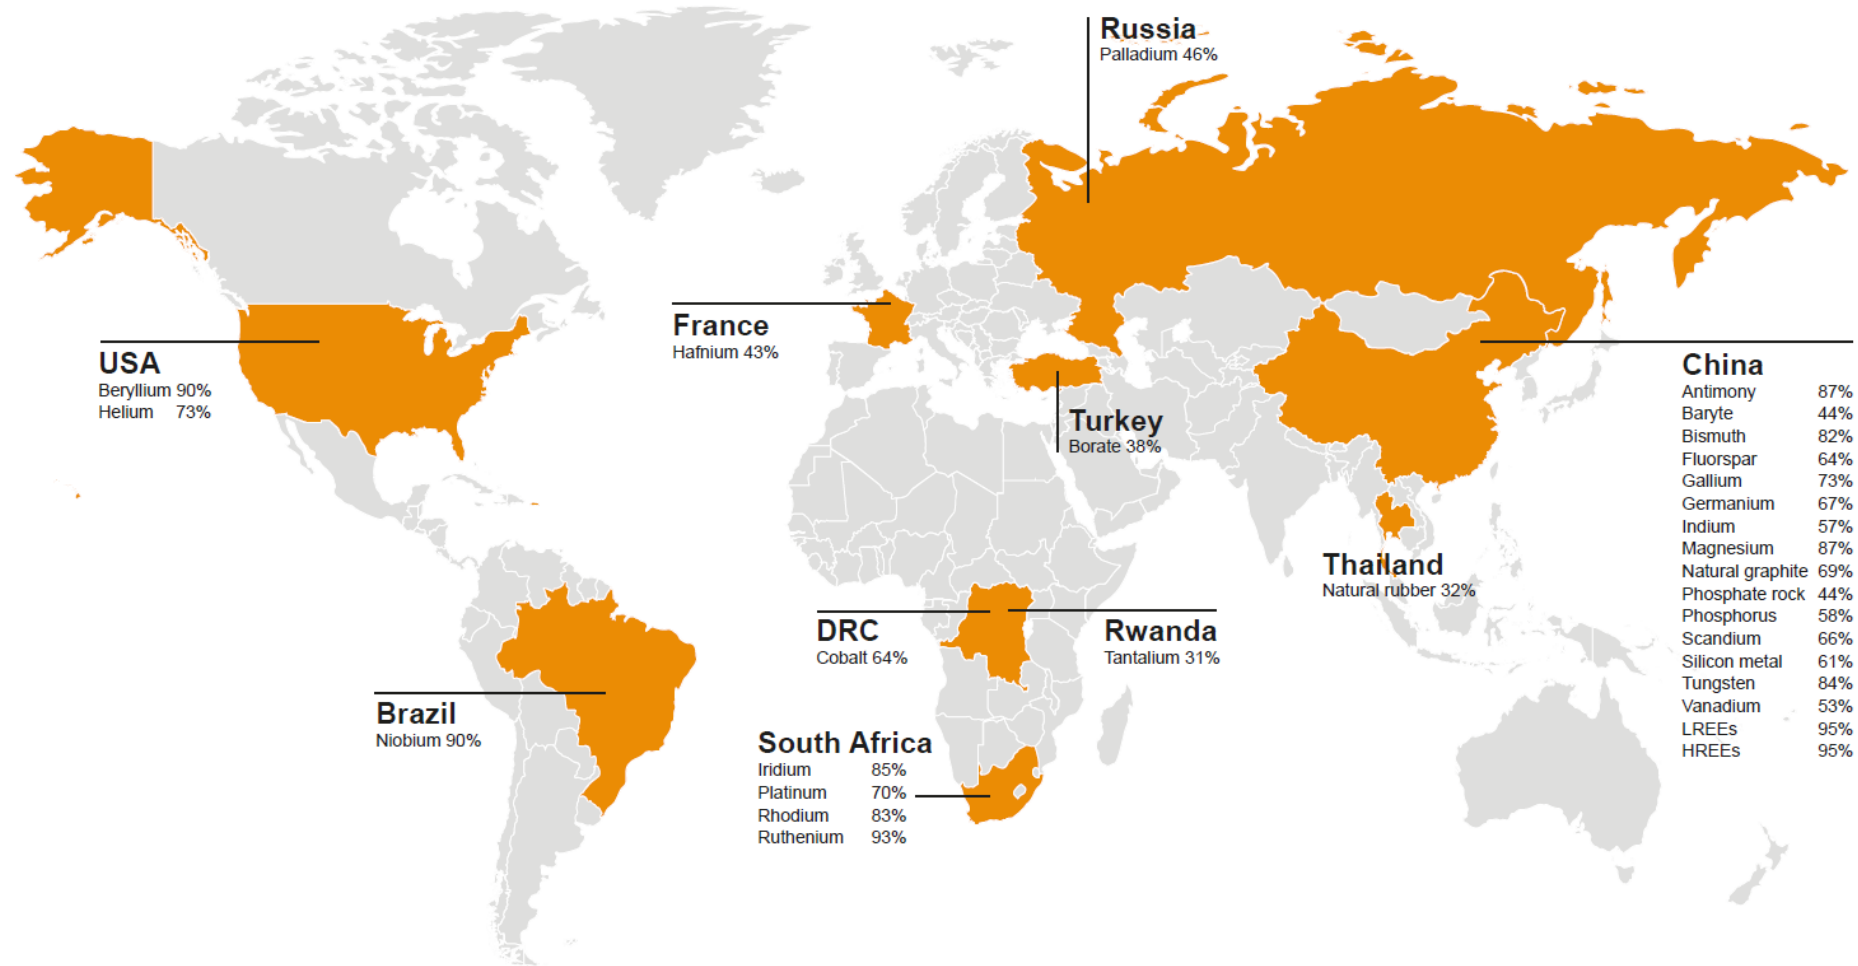 Russia
Palladium 46%
USA
Beryllium 90%
Helium 73%
France
Hafnium 43%
Turkey
Borate 38%
China
Antimony 87%
Baryte 44%
Bismuth 82%
Fluorspar 64%
Gallium 73%
Germanium 67%
Indium 57%
Magnesium 87%
Natural graphite 69%
Phosphate rock 44%
Phosphorus 58%
Scandium 66%
Silicon metal 61%
Tungsten 84%
Vanadium 53%
LREEs 95%
HREEs 95%
Thailand
Natural rubber 32%
DRC
Cobalt 64%
Rwanda
Tantalium 31%
Brazil
Niobium 90%
South Africa
Iridium 85%
Platinum 70%
Rhodium 83%
Ruthenium 93%